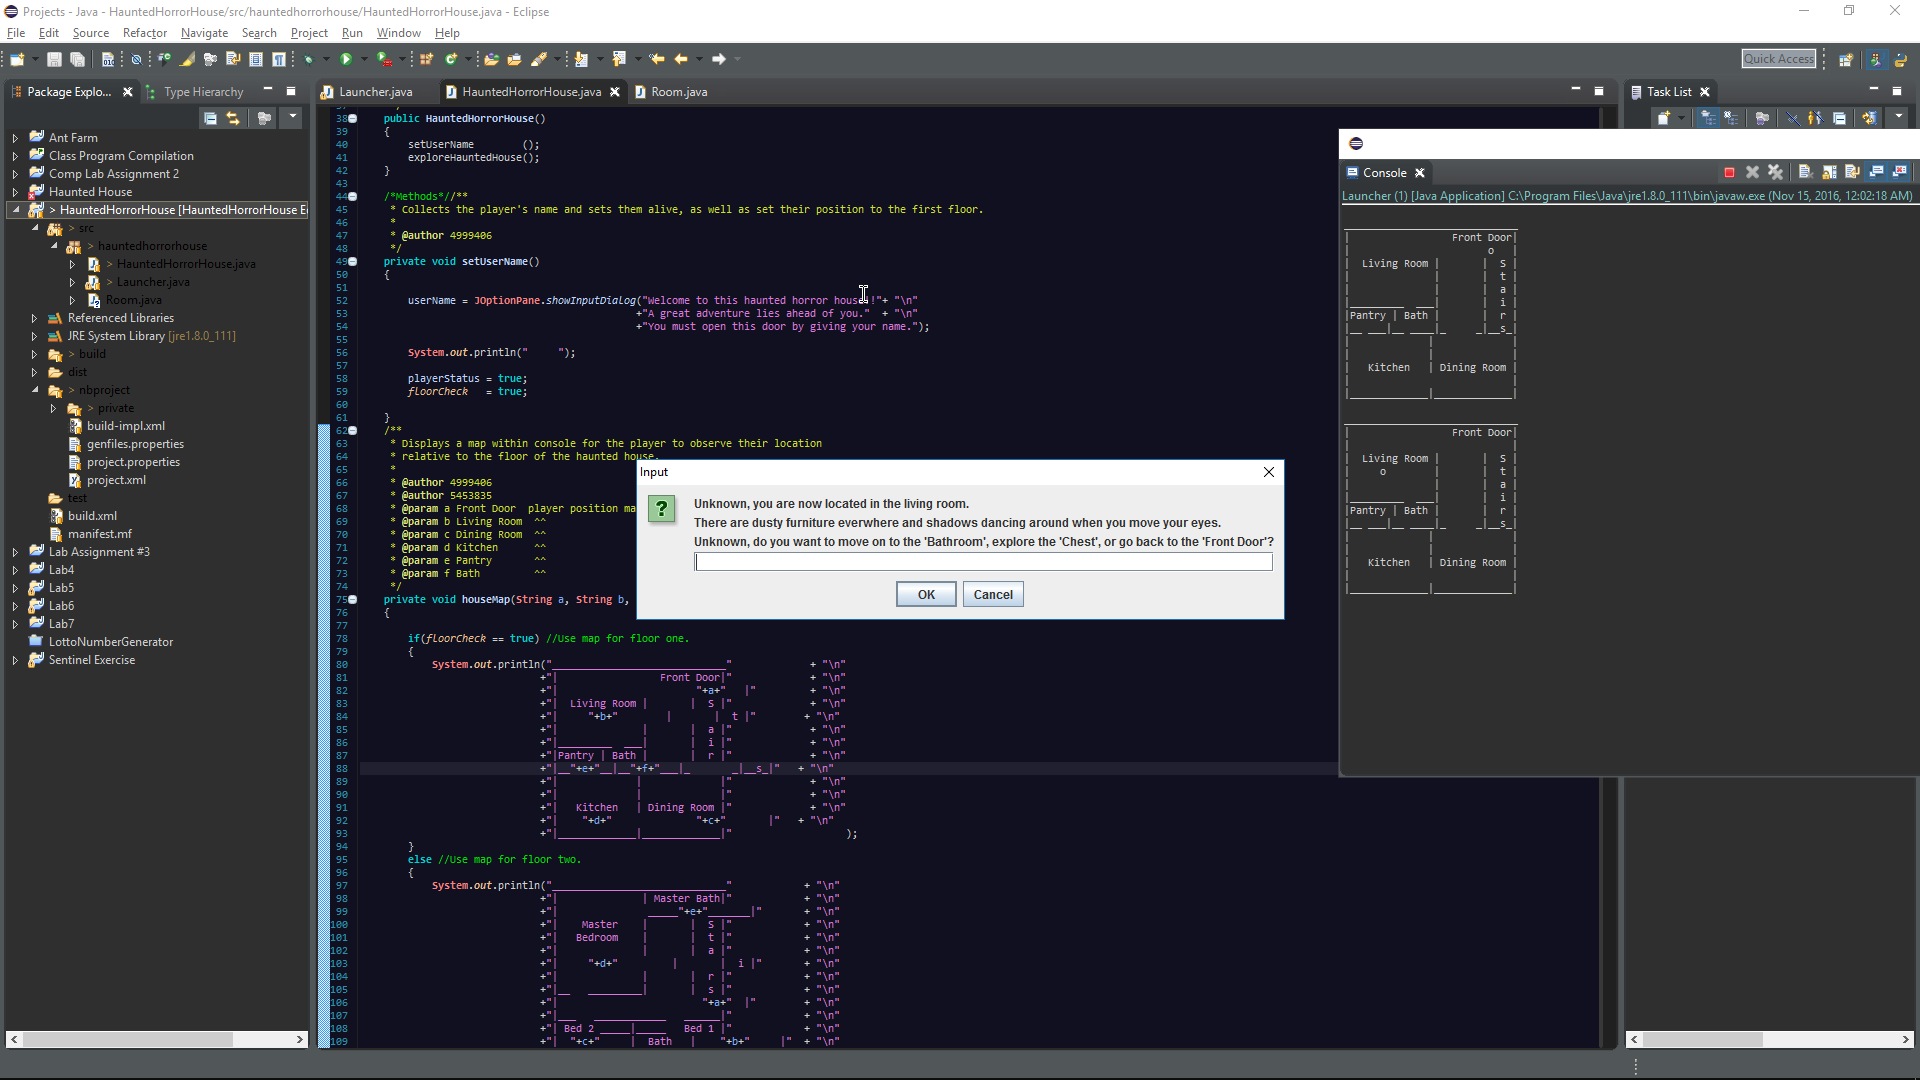 Projects - Java - HauntedHorrorHouse/src/hauntedhorrorhouse/HauntedHorrorHouse.java - Eclipse
File Edit Source Refactor Navigate Search Project Run Window Help
Quick Access
Package Explo... Type Hierarchy
Launcher.java HauntedHorrorHouse.java Room.java
Task List
Ant Farm
Class Program Compilation
Comp Lab Assignment 2
Haunted House
> HauntedHorrorHouse [HauntedHorrorHouse E
> src
> hauntedhorrorhouse
> HauntedHorrorHouse.java
> Launcher.java
Room.java
Referenced Libraries
JRE System Library [jre1.8.0_111]
> build
dist
> nbproject
> private
build-impl.xml
genfiles.properties
project.properties
project.xml
test
build.xml
manifest.mf
Lab Assignment #3
Lab4
Lab5
Lab6
Lab7
LottoNumberGenerator
Sentinel Exercise
38 public HauntedHorrorHouse()
39 {
40 setUserName ();
41 exploreHauntedHouse();
42 }
43
44 /*Methods*//**
45 * Collects the player's name and sets them alive, as well as set their position to the first floor.
46 *
47 * @author 4999406
48 */
49 private void setUserName()
50 {
51
52 userName = JOptionPane.showInputDialog("Welcome to this haunted horror house!!"+ "\n"
53 +"A great adventure lies ahead of you." + "\n"
54 +"You must open this door by giving your name.");
55
56 System.out.println(" ");
57
58 playerStatus = true;
59 floorCheck = true;
60
61 }
62 /**
63 * Displays a map within console for the player to observe their location
64 * relative to the floor of the haunted house.
65 *
66 * @author 4999406
67 * @author 5453835
68 * @param a Front Door player position ma
69 * @param b Living Room ^^
70 * @param c Dining Room ^^
71 * @param d Kitchen ^^
72 * @param e Pantry ^^
73 * @param f Bath ^^
74 */
75 private void houseMap(String a, String b,
76 {
77
78 if(floorCheck == true) //Use map for floor one.
79 {
80 System.out.println("_____________________________" + "\n"
81 +"| Front Door|" + "\n"
82 +"| "+a+" |" + "\n"
83 +"| Living Room | | S |" + "\n"
84 +"| "+b+" | | t |" + "\n"
85 +"| | | a |" + "\n"
86 +"|_________ ___| | i |" + "\n"
87 +"|Pantry | Bath | | r |" + "\n"
88 +"|__"+e+"__|__"+f+"___|_ _|__s_|" + "\n"
89 +"| | |" + "\n"
90 +"| | |" + "\n"
91 +"| Kitchen | Dining Room |" + "\n"
92 +"| "+d+" "+c+" |" + "\n"
93 +"|_____________|_____________|" );
94 }
95 else //Use map for floor two.
96 {
97 System.out.println("_____________________________" + "\n"
98 +"| | Master Bath|" + "\n"
99 +"| _____"+e+"_______|" + "\n"
100 +"| Master | | S |" + "\n"
101 +"| Bedroom | | t |" + "\n"
102 +"| | | a |" + "\n"
103 +"| "+d+" | | i |" + "\n"
104 +"| | | r |" + "\n"
105 +"|__ _________| | s |" + "\n"
106 +"| "+a+" |" + "\n"
107 +"|___ ____________ ______|" + "\n"
108 +"| Bed 2 _____|_____ Bed 1 |" + "\n"
109 +"| "+c+" | Bath | "+b+" |" + "\n"
Input
Unknown, you are now located in the living room.
There are dusty furniture everwhere and shadows dancing around when you move your eyes.
Unknown, do you want to move on to the 'Bathroom', explore the 'Chest', or go back to the 'Front Door'?
OK Cancel
Console
Launcher (1) [Java Application] C:\Program Files\Java\jre1.8.0_111\bin\javaw.exe (Nov 15, 2016, 12:02:18 AM)
_____________________________
| Front Door|
| o |
| Living Room | | S |
| | | t |
| | | a |
|_________ ___| | i |
|Pantry | Bath | | r |
|__ ___|__ ____|_ _|__s_|
| | |
| | |
| Kitchen | Dining Room |
| |
|_____________|_____________|
_____________________________
| Front Door|
| |
| Living Room | | S |
| o | | t |
| | | a |
|_________ ___| | i |
|Pantry | Bath | | r |
|__ ___|__ ____|_ _|__s_|
| | |
| | |
| Kitchen | Dining Room |
| |
|_____________|_____________|